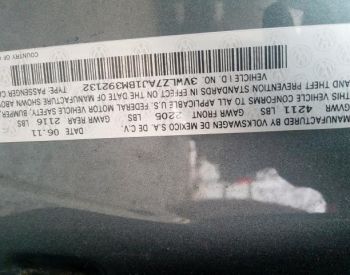 MANUFACTURED BY VOLKSWAGEN DE MEXICO S.A. DE C.V. DATE 06.11
GVWR 4211 LBS GAWR FRONT 2205 LBS GAWR REAR 2116 LBS
THIS VEHICLE CONFORMS TO ALL APPLICABLE U.S. FEDERAL MOTOR VEHICLE SAFETY, BUMPER,
AND THEFT PREVENTION STANDARDS IN EFFECT ON THE DATE OF MANUFACTURE SHOWN ABOVE
VEHICLE I.D. NO. 3VWLZ7AJ1BM392132 TYPE: PASSENGER CAR
COUNTRY OF